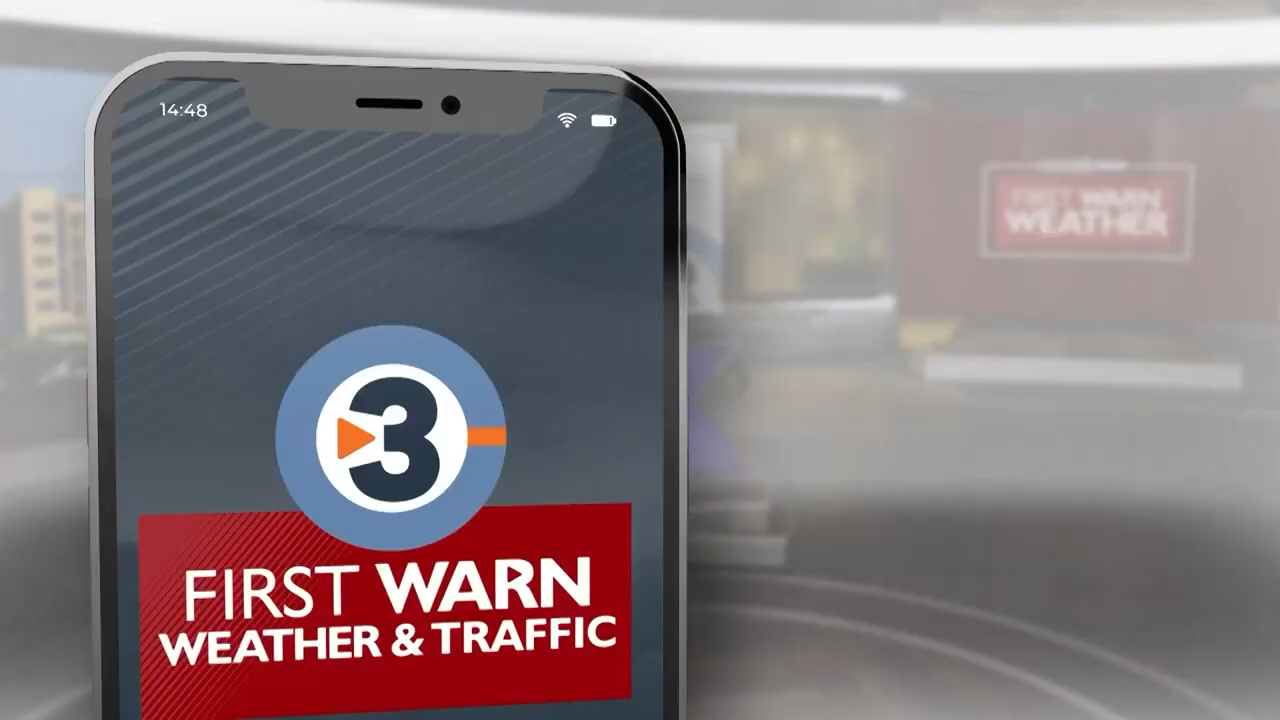 14:48
3
FIRST WARN
WEATHER & TRAFFIC
FIRST WARN
WEATHER